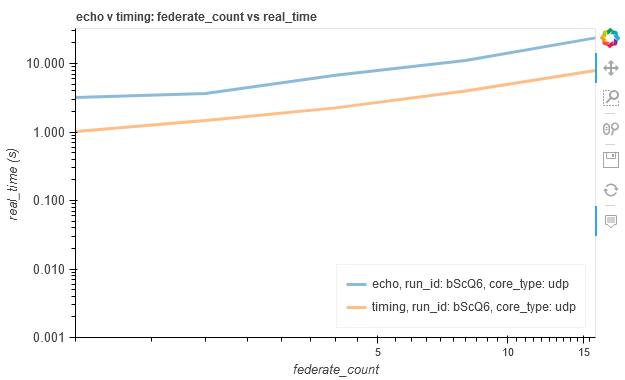 echo v timing: federate_count vs real_time
10.000
1.000
0.100
0.010
0.001
real_time (s)
echo, run_id: bScQ6, core_type: udp
timing, run_id: bScQ6, core_type: udp
5
10
15
federate_count